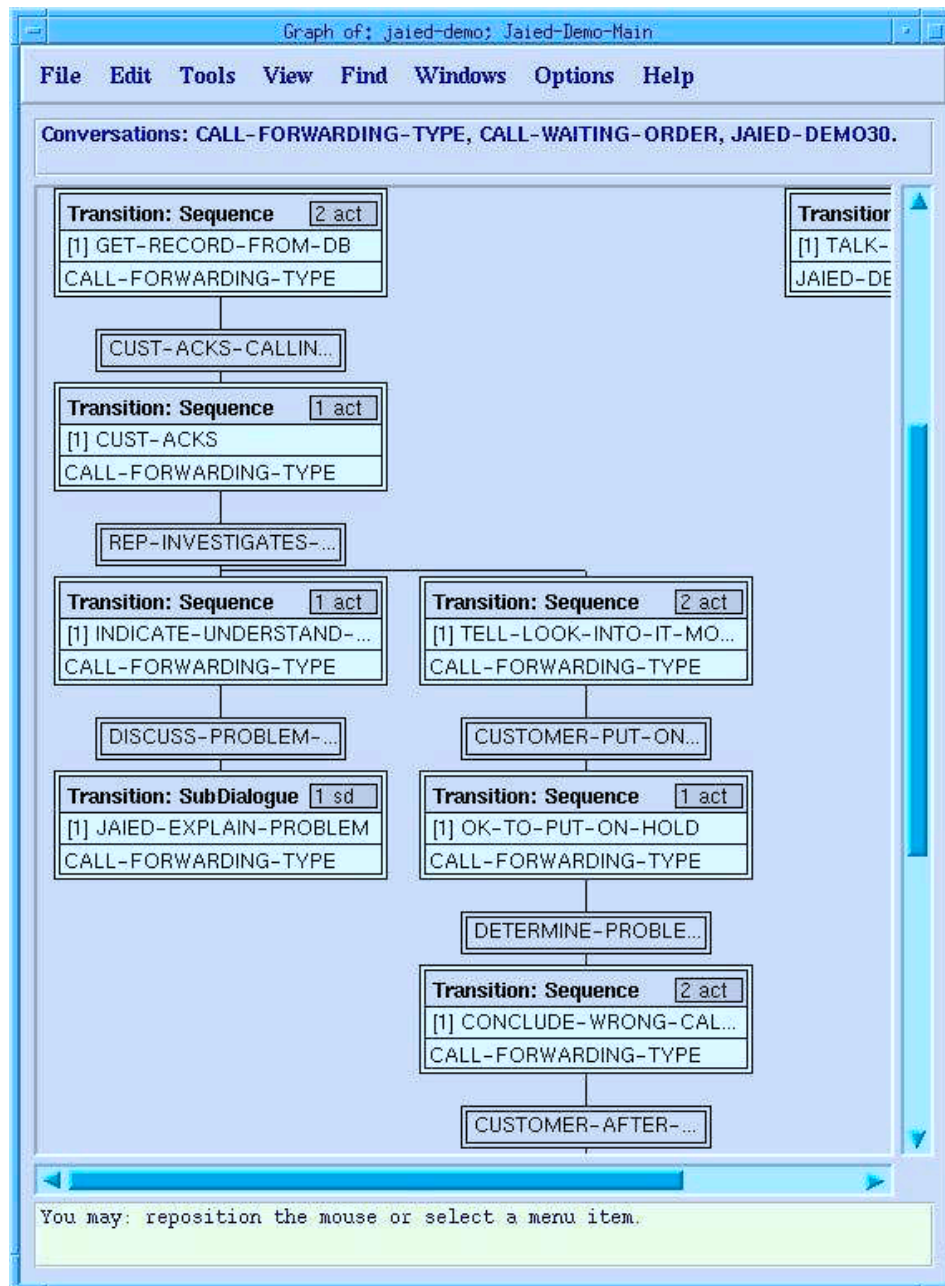 Graph of: jaied-demo: Jaied-Demo-Main
File Edit Tools View Find Windows Options Help
Conversations: CALL-FORWARDING-TYPE, CALL-WAITING-ORDER, JAIED-DEMO30.
Transition: Sequence 2 act
[1] GET-RECORD-FROM-DB
CALL-FORWARDING-TYPE
Transition
[1] TALK-
JAIED-DE
CUST-ACKS-CALLIN...
Transition: Sequence 1 act
[1] CUST-ACKS
CALL-FORWARDING-TYPE
REP-INVESTIGATES-...
Transition: Sequence 1 act
[1] INDICATE-UNDERSTAND-...
CALL-FORWARDING-TYPE
Transition: Sequence 2 act
[1] TELL-LOOK-INTO-IT-MO...
CALL-FORWARDING-TYPE
DISCUSS-PROBLEM-...
CUSTOMER-PUT-ON...
Transition: SubDialogue 1 sd
[1] JAIED-EXPLAIN-PROBLEM
CALL-FORWARDING-TYPE
Transition: Sequence 1 act
[1] OK-TO-PUT-ON-HOLD
CALL-FORWARDING-TYPE
DETERMINE-PROBLE...
Transition: Sequence 2 act
[1] CONCLUDE-WRONG-CAL...
CALL-FORWARDING-TYPE
CUSTOMER-AFTER-...
You may: reposition the mouse or select a menu item.